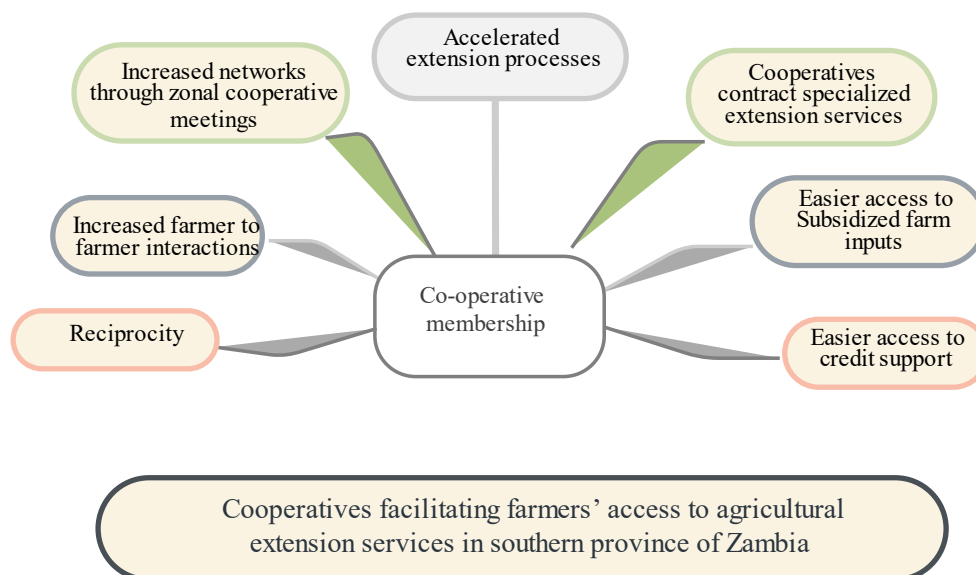 Accelerated
extension processes
Increased networks
through zonal cooperative
meetings
Cooperatives
contract specialized
extension services
Increased farmer to
farmer interactions
Easier access to
Subsidized farm
inputs
Co-operative
membership
Reciprocity
Easier access to
credit support
Cooperatives facilitating farmers’ access to agricultural
extension services in southern province of Zambia